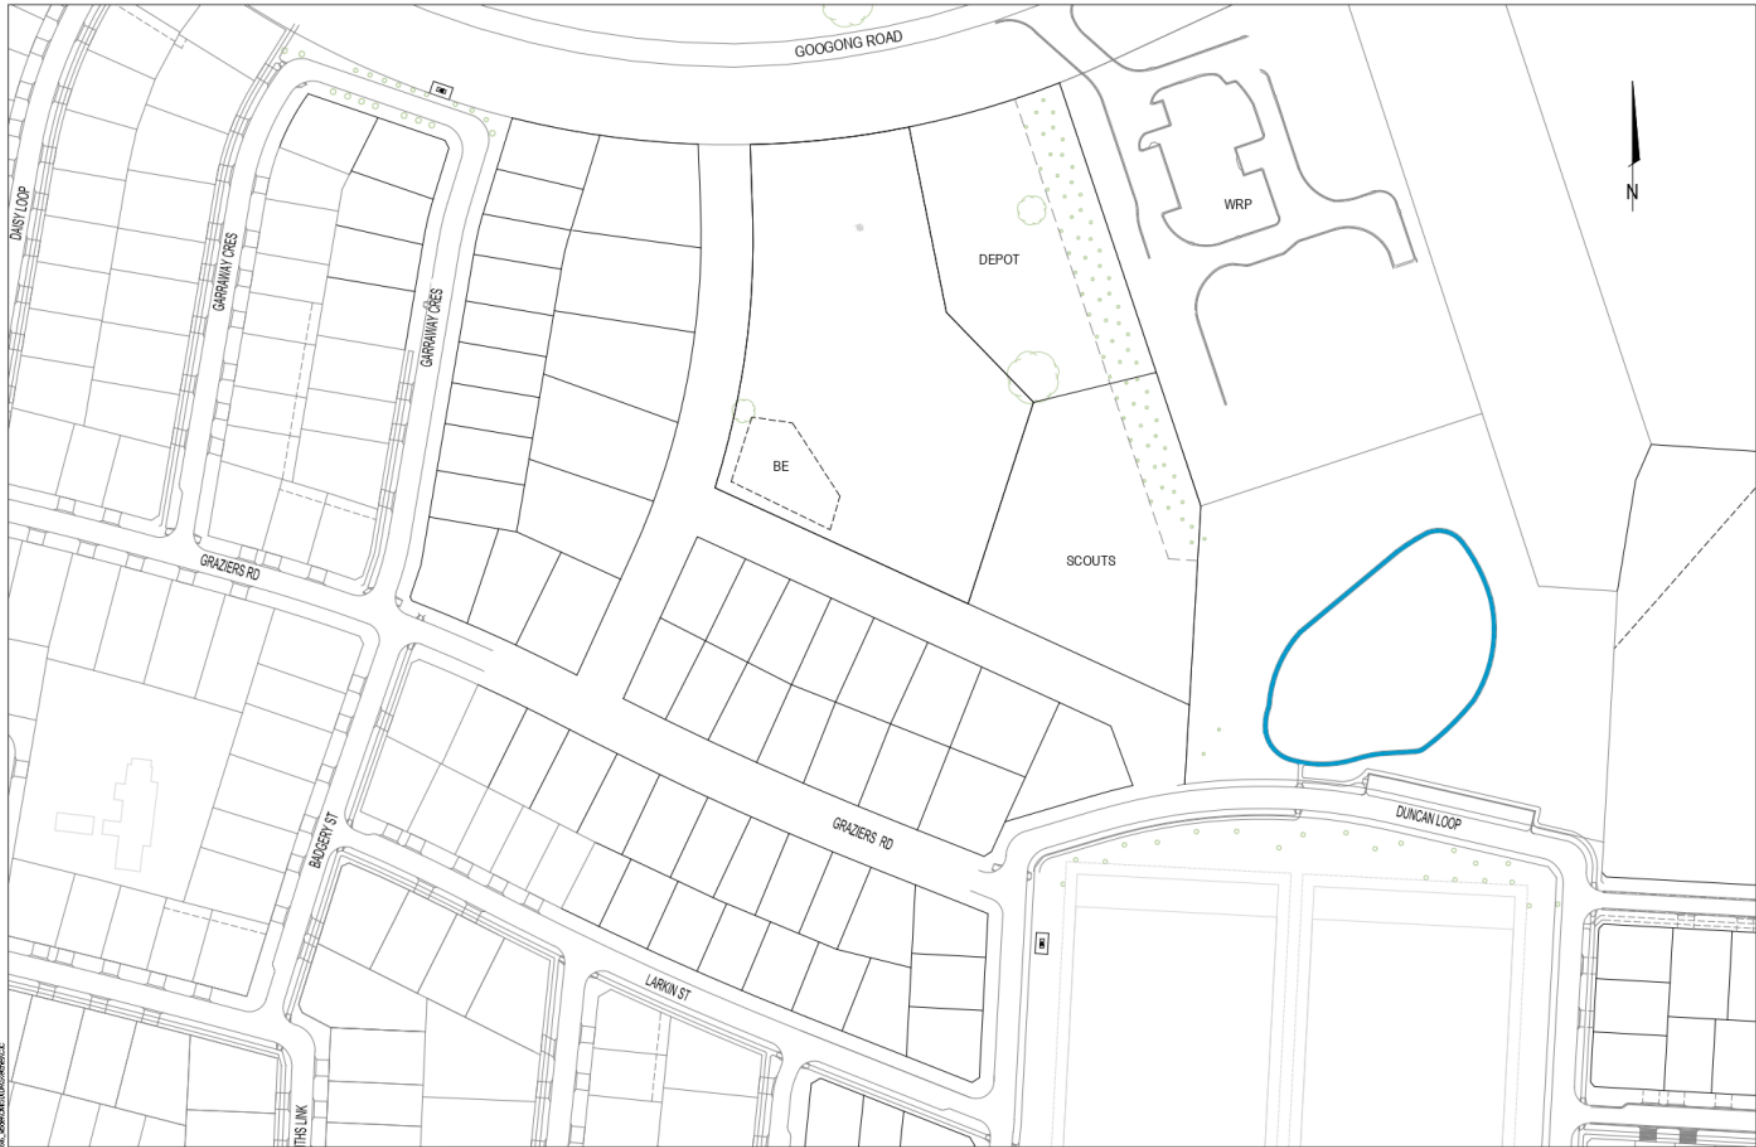 GOOGONG ROAD
DAISY LOOP
GARRAWAY CRES
GARRAWAY CRES
WRP
N
DEPOT
BE
SCOUTS
GRAZIERS RD
BADGERY ST
GRAZIERS RD
DUNCAN LOOP
LARKIN ST
THS LINK